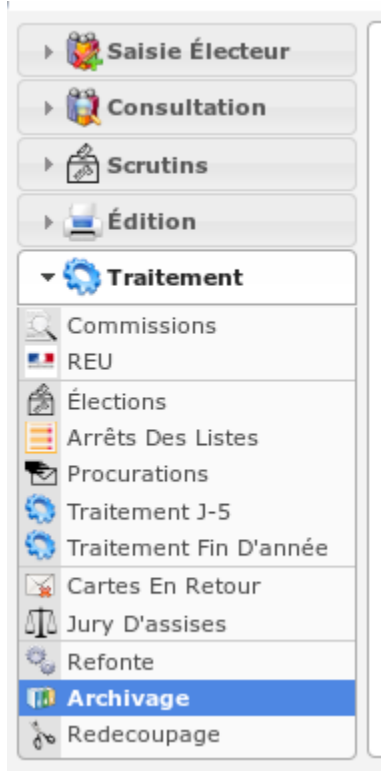 Saisie Électeur
Consultation
Scrutins
Édition
Traitement
Commissions
REU
Élections
Arrêts Des Listes
Procurations
Traitement J-5
Traitement Fin D'année
Cartes En Retour
Jury D'assises
Refonte
Archivage
Redecoupage